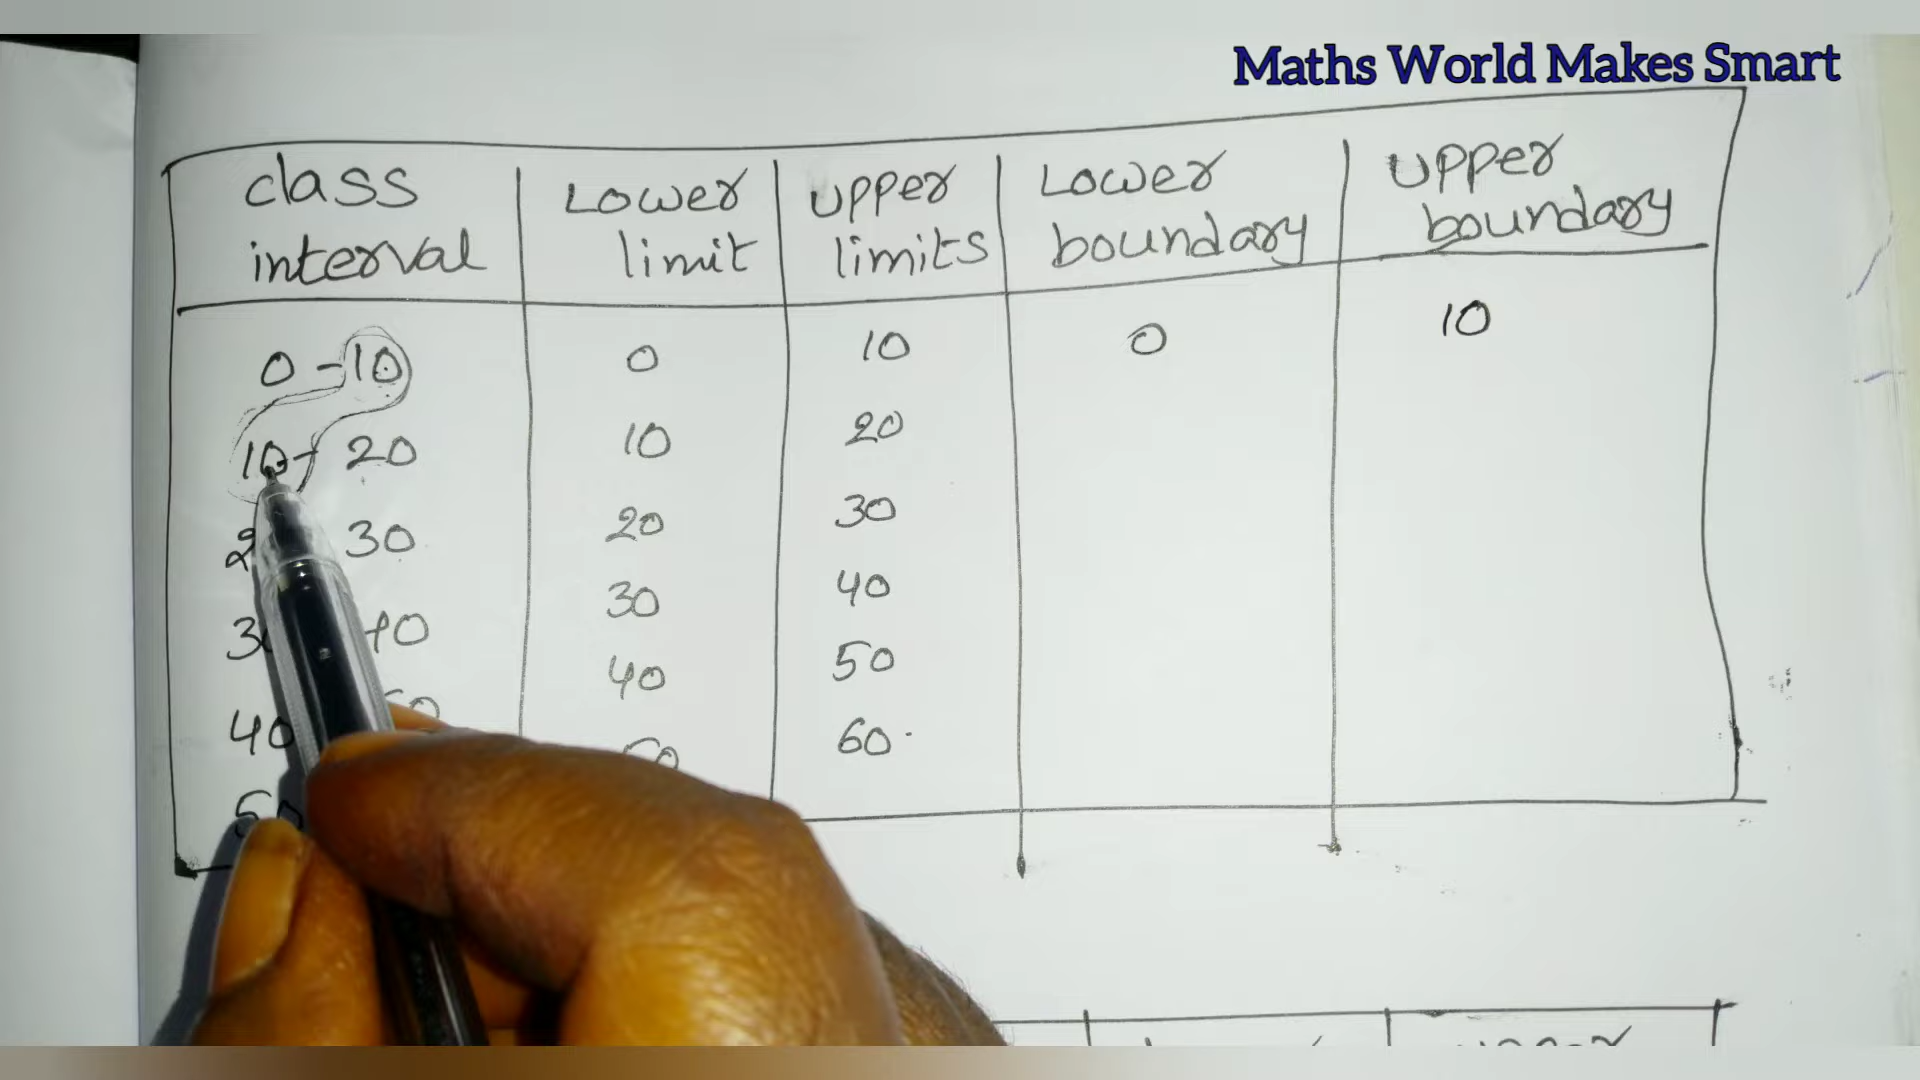 Maths World Makes Smart
class interval Lower limit upper limits Lower boundary upper boundary
0 - 10 0 10 0 10
10 - 20 10 20
30 20 30
40 30 40
40 40 50
60